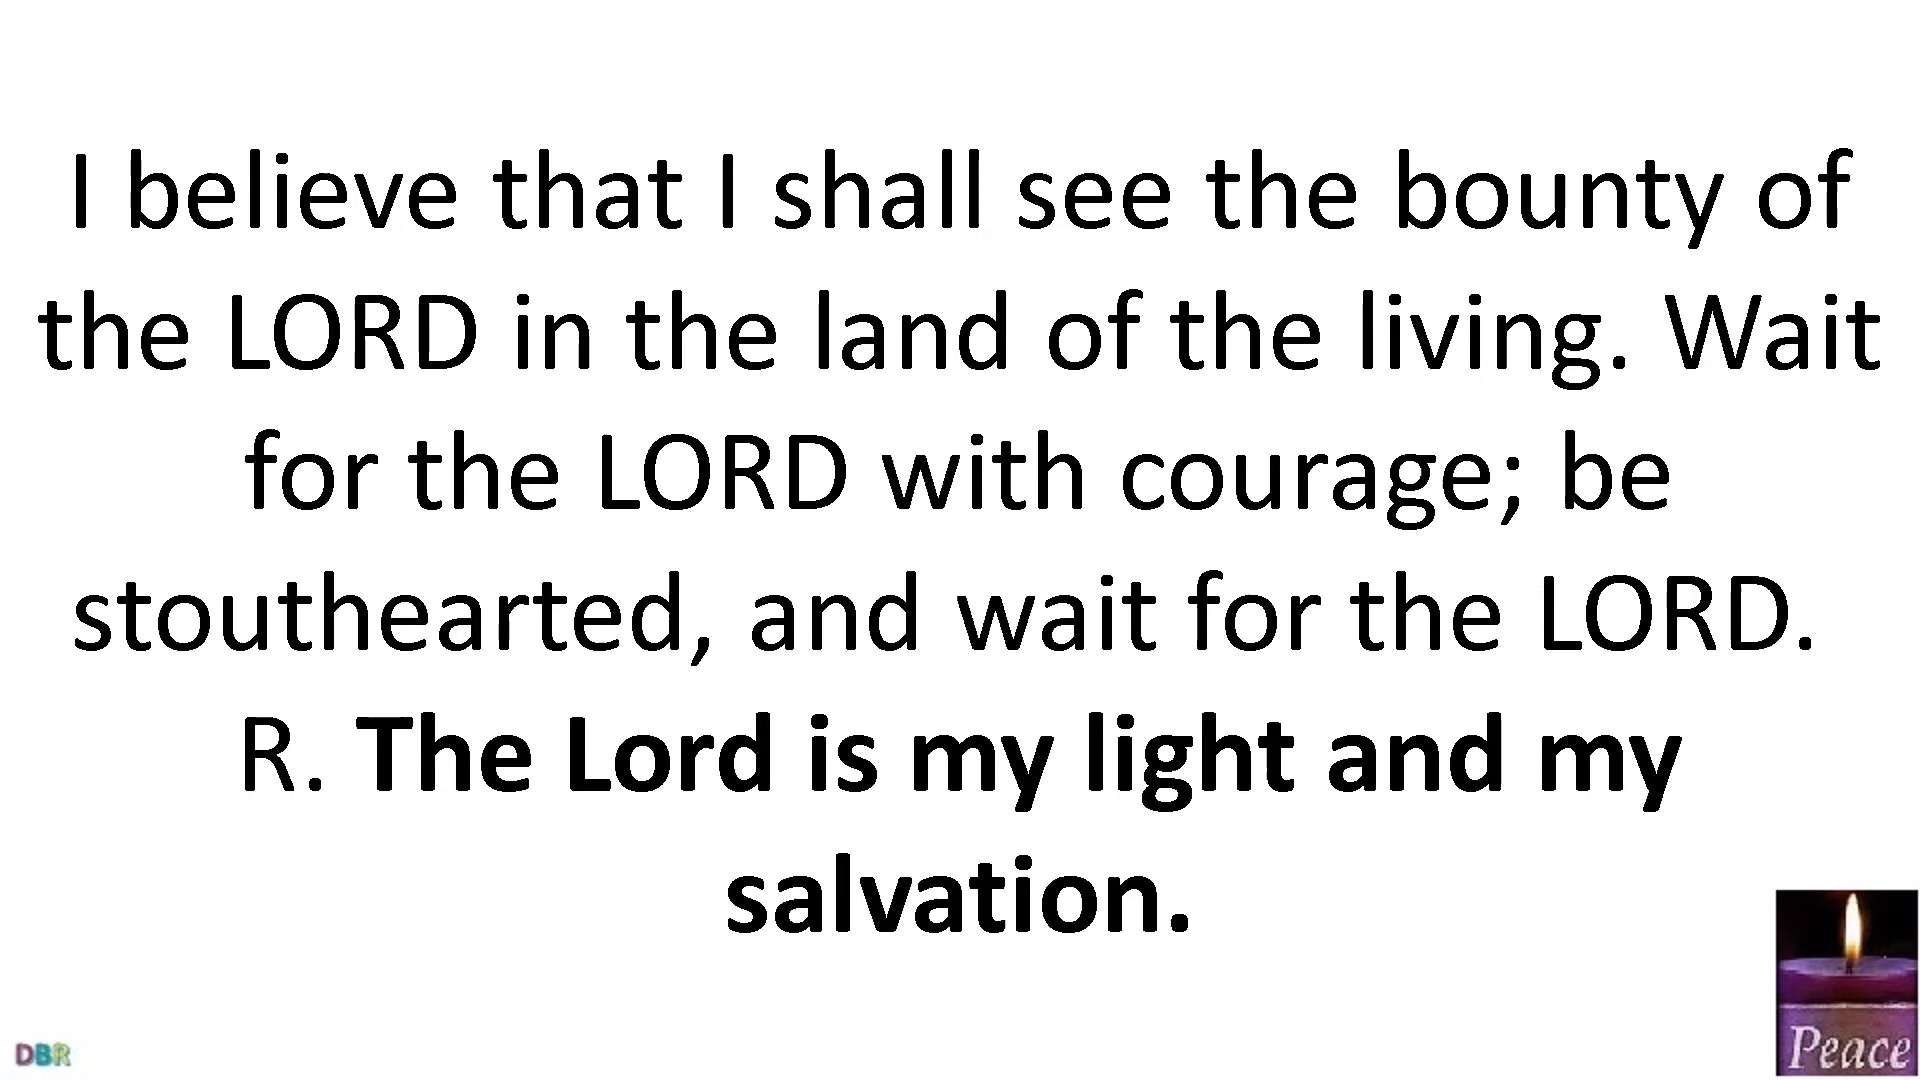 I believe that I shall see the bounty of
the LORD in the land of the living. Wait
for the LORD with courage; be
stouthearted, and wait for the LORD.
R. The Lord is my light and my
salvation.
Peace
DBR